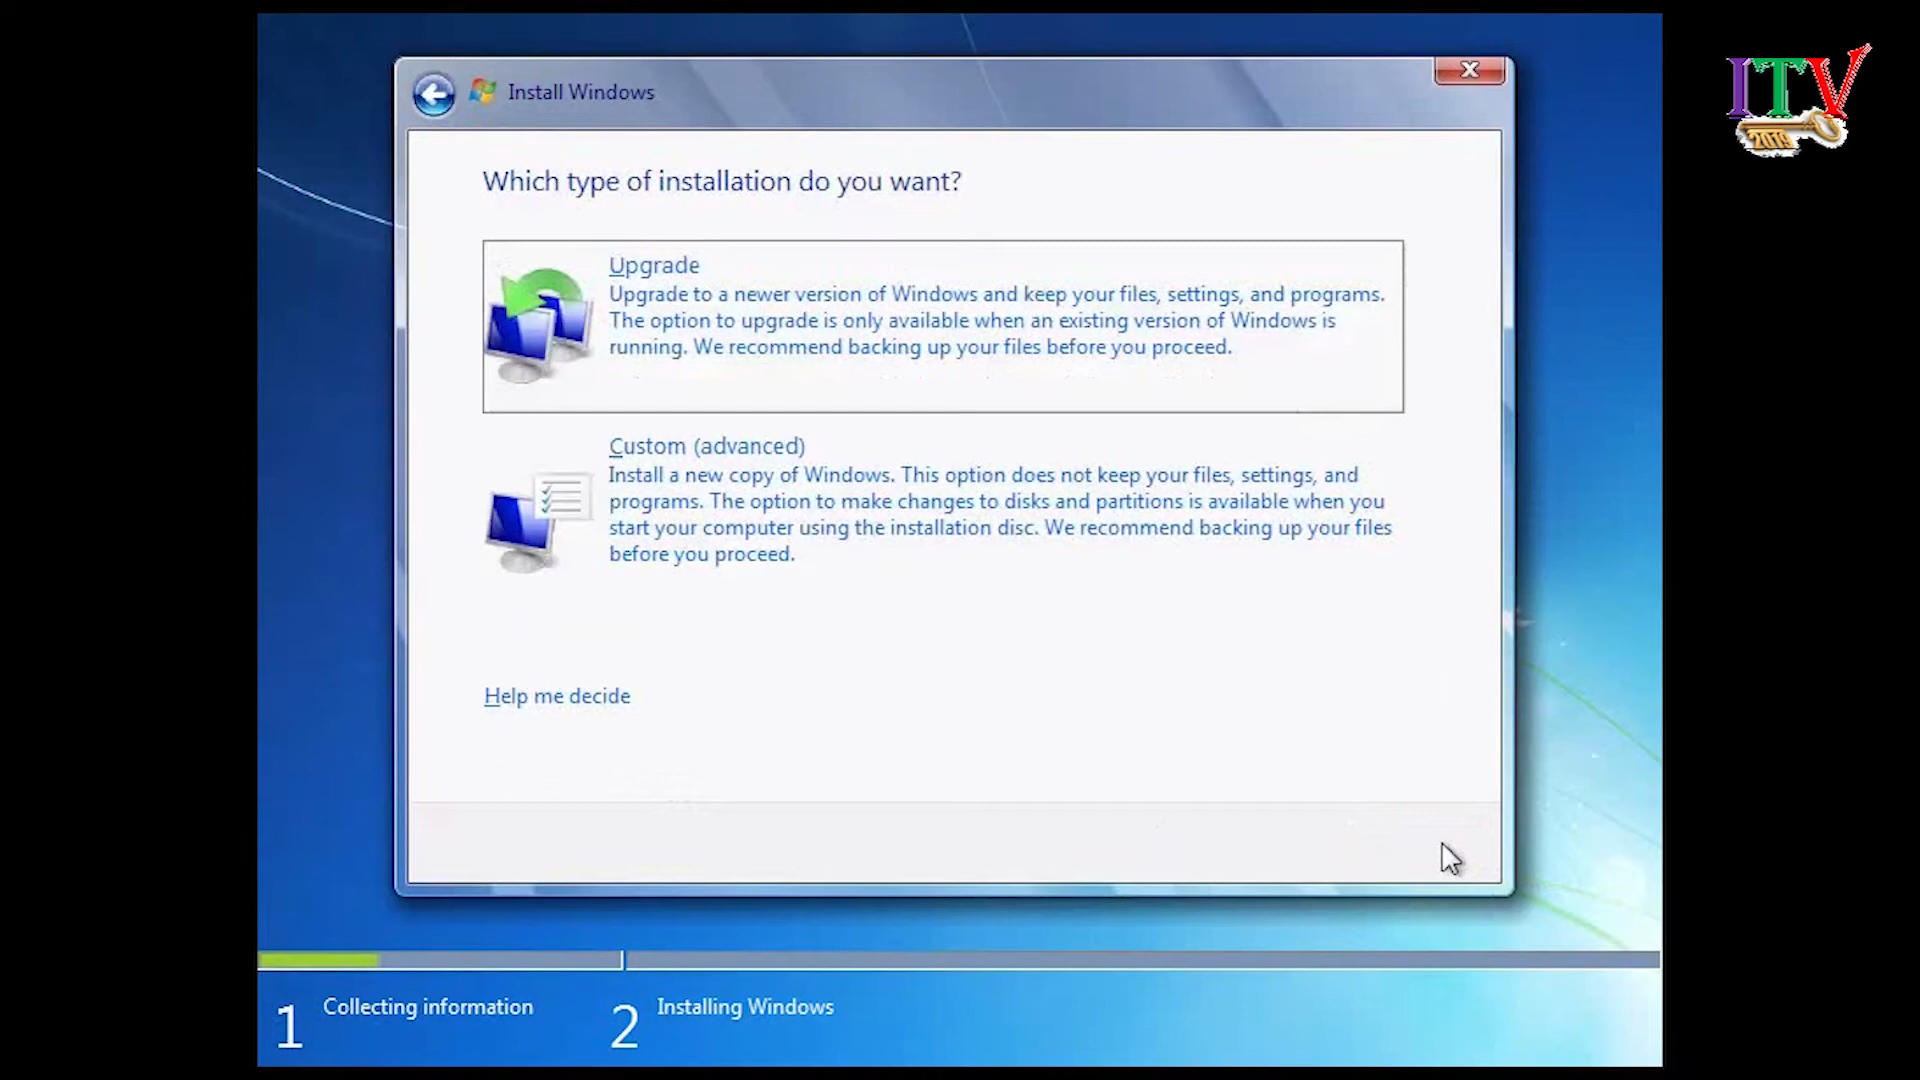 Install Windows
Which type of installation do you want?
Upgrade
Upgrade to a newer version of Windows and keep your files, settings, and programs.
The option to upgrade is only available when an existing version of Windows is
running. We recommend backing up your files before you proceed.
Custom (advanced)
Install a new copy of Windows. This option does not keep your files, settings, and
programs. The option to make changes to disks and partitions is available when you
start your computer using the installation disc. We recommend backing up your files
before you proceed.
Help me decide
1 Collecting information
2 Installing Windows
ITV
2019